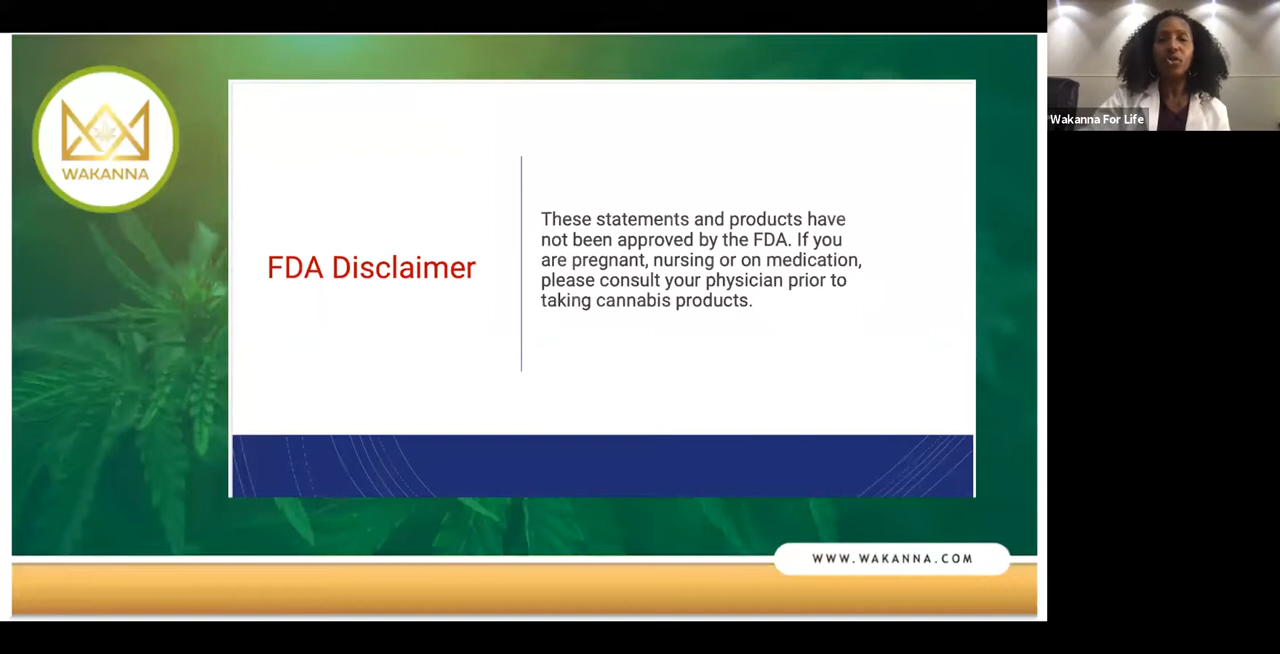 WAKANNA
FDA Disclaimer
These statements and products have
not been approved by the FDA. If you
are pregnant, nursing or on medication,
please consult your physician prior to
taking cannabis products.
WWW.WAKANNA.COM
Wakanna For Life